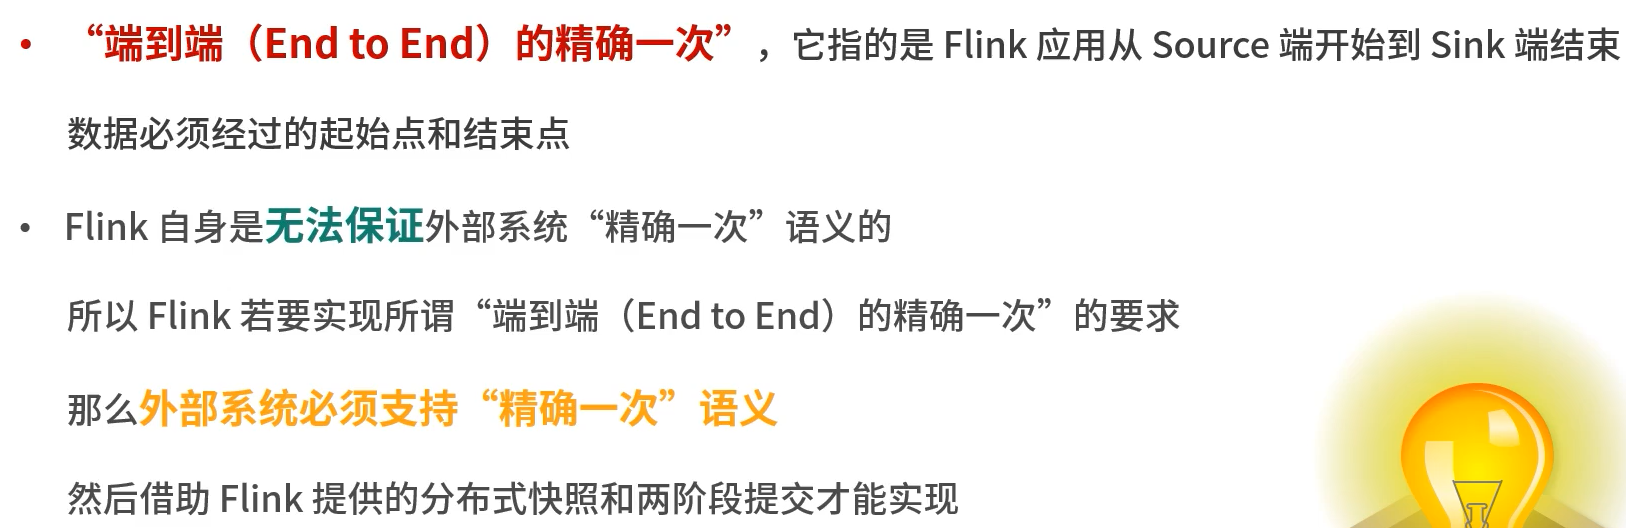 • “端到端（End to End）的精确一次”，它指的是 Flink 应用从 Source 端开始到 Sink 端结束
数据必须经过的起始点和结束点
• Flink 自身是无法保证外部系统“精确一次”语义的
所以 Flink 若要实现所谓“端到端（End to End）的精确一次”的要求
那么外部系统必须支持“精确一次”语义
然后借助 Flink 提供的分布式快照和两阶段提交才能实现